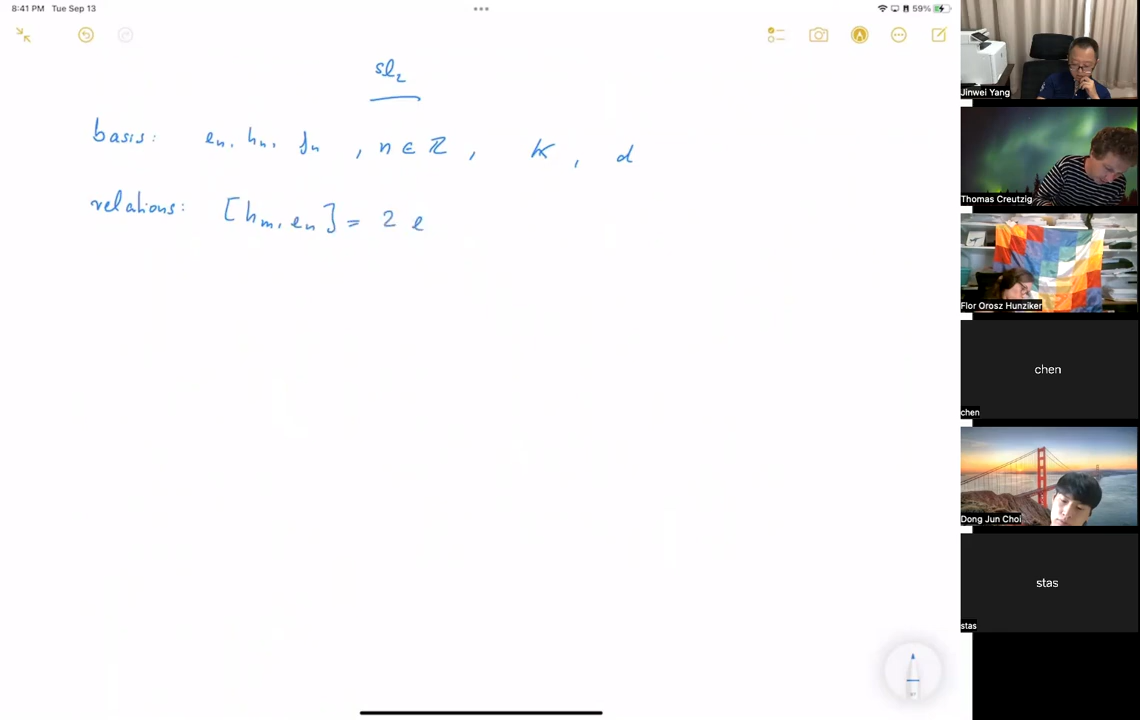 8:41 PM Tue Sep 13
59%
sl₂
basis: eₙ, hₙ, fₙ , n ∈ ℤ , K , d
relations: [hₘ, eₙ] = 2 e
Jinwei Yang
Thomas Creutzig
Flor Orosz Hunziker
chen
chen
Dong Jun Choi
stas
stas